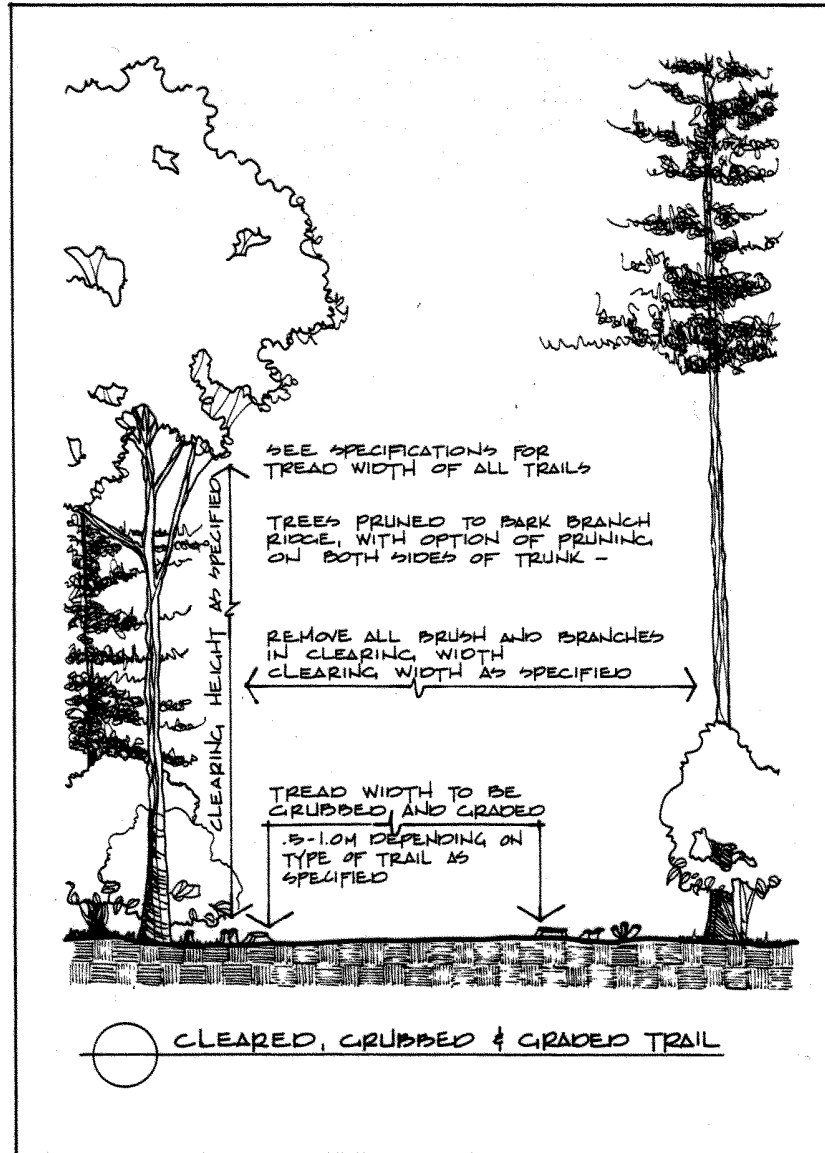 SEE SPECIFICATIONS FOR
TREAD WIDTH OF ALL TRAILS
TREES PRUNED TO BARK BRANCH
RIDGE, WITH OPTION OF PRUNING
ON BOTH SIDES OF TRUNK –
CLEARING HEIGHT AS SPECIFIED
REMOVE ALL BRUSH AND BRANCHES
IN CLEARING WIDTH
CLEARING WIDTH AS SPECIFIED
TREAD WIDTH TO BE
GRUBBED AND GRADED
.5-1.0M DEPENDING ON
TYPE OF TRAIL AS
SPECIFIED
CLEARED, GRUBBED & GRADED TRAIL